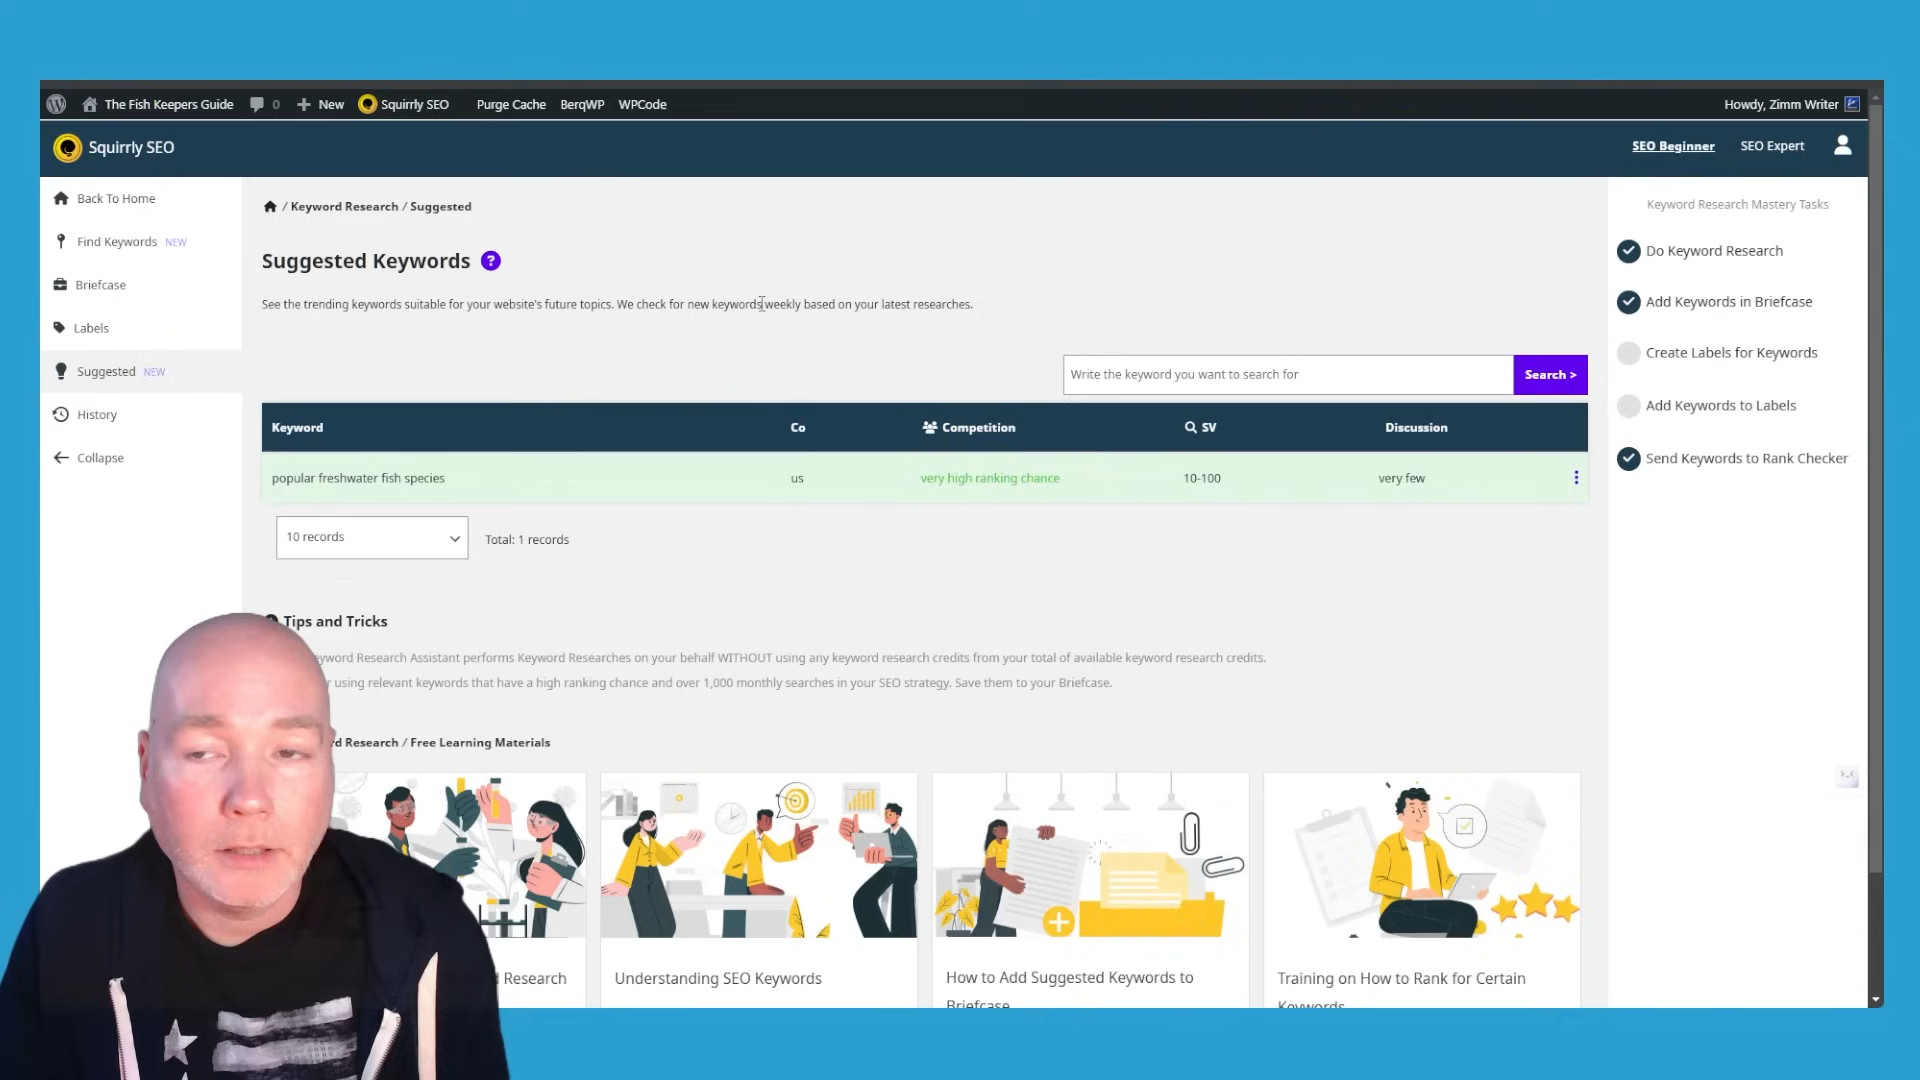 The Fish Keepers Guide
0
New
Squirrly SEO
Purge Cache
BerqWP
WPCode
Howdy, Zimm Writer
Squirrly SEO
SEO Beginner
SEO Expert
Back To Home
Find Keywords NEW
Briefcase
Labels
Suggested NEW
History
Collapse
/ Keyword Research / Suggested
Suggested Keywords ?
See the trending keywords suitable for your website's future topics. We check for new keywords weekly based on your latest researches.
Write the keyword you want to search for
Search >
Keyword Co Competition SV Discussion
popular freshwater fish species us very high ranking chance 10-100 very few
10 records
Total: 1 records
Tips and Tricks
Keyword Research Assistant performs Keyword Researches on your behalf WITHOUT using any keyword research credits from your total of available keyword research credits.
using relevant keywords that have a high ranking chance and over 1,000 monthly searches in your SEO strategy. Save them to your Briefcase.
Research / Free Learning Materials
Research
Understanding SEO Keywords
How to Add Suggested Keywords to
Briefcase
Training on How to Rank for Certain
Keywords
Keyword Research Mastery Tasks
Do Keyword Research
Add Keywords in Briefcase
Create Labels for Keywords
Add Keywords to Labels
Send Keywords to Rank Checker